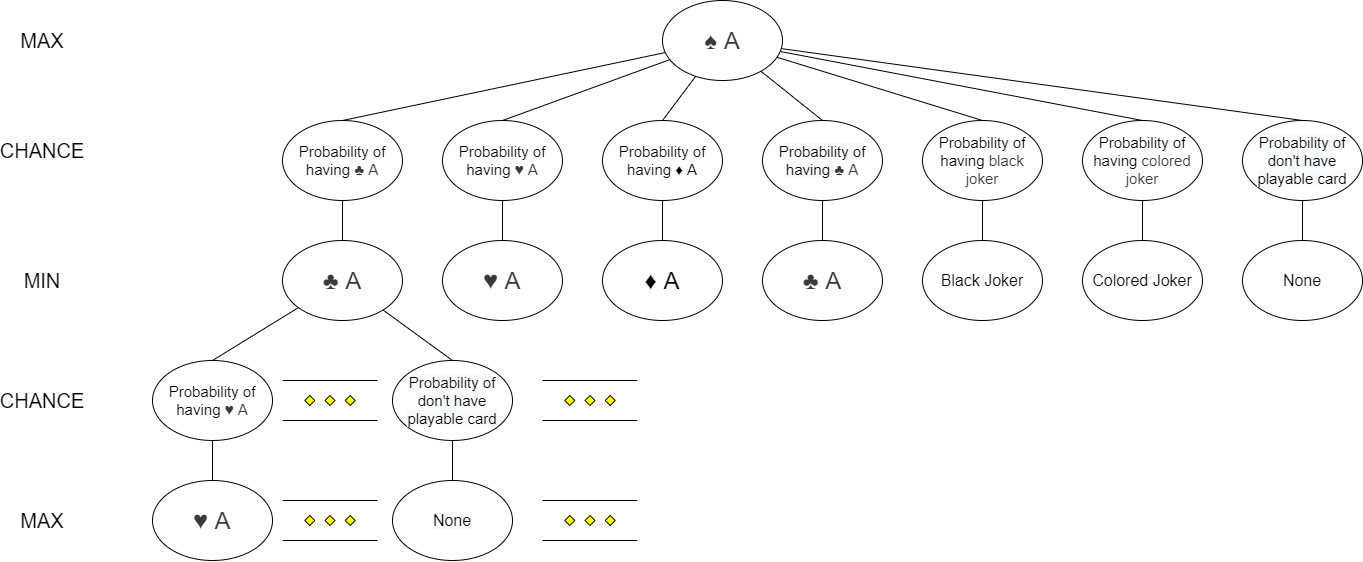 MAX
♠ A
CHANCE
Probability of
having ♣ A
Probability of
having ♥ A
Probability of
having ♦ A
Probability of
having ♣ A
Probability of
having black
joker
Probability of
having colored
joker
Probability of
don't have
playable card
MIN
♣ A
♥ A
♦ A
♣ A
Black Joker
Colored Joker
None
CHANCE
Probability of
having ♥ A
Probability of
don't have
playable card
MAX
♥ A
None